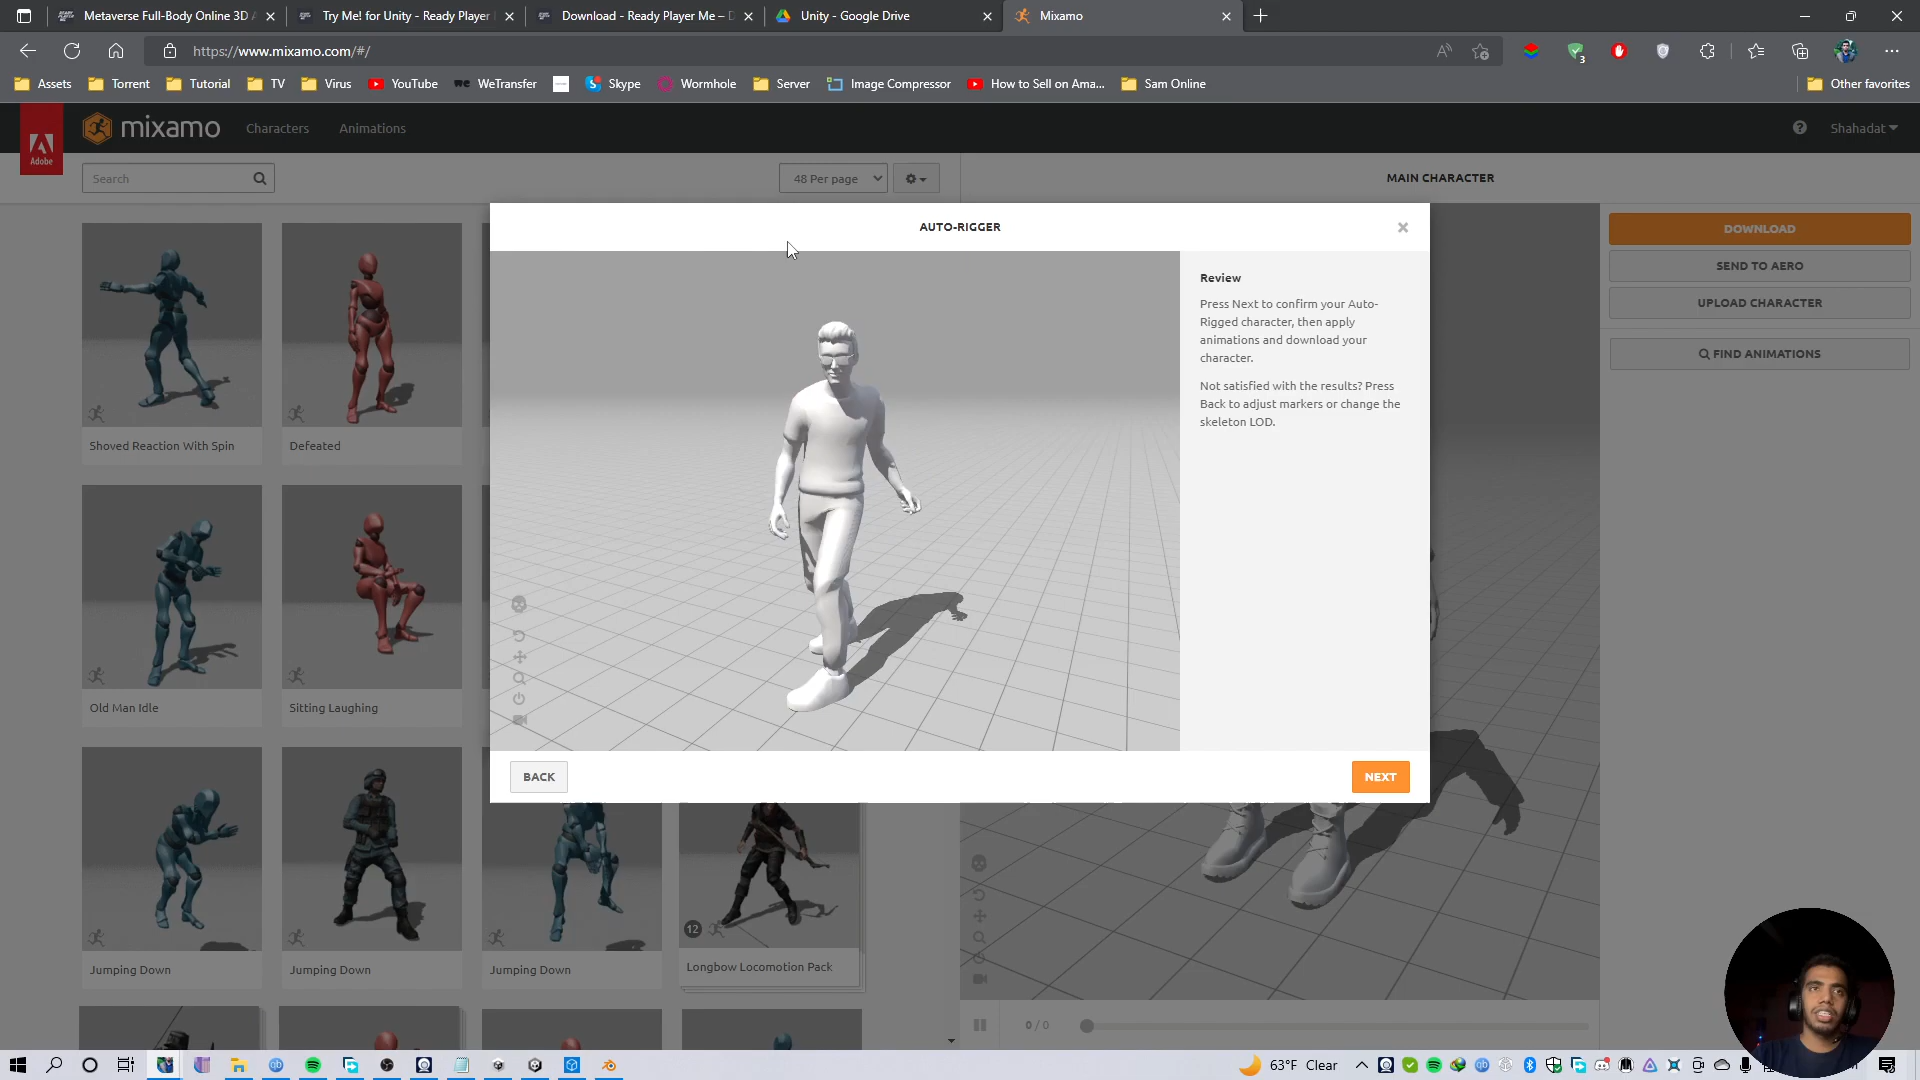 Metaverse Full-Body Online 3D A
Try Me! for Unity - Ready Player
Download - Ready Player Me – D
Unity - Google Drive
Mixamo
https://www.mixamo.com/#/
3
Assets
Torrent
Tutorial
TV
Virus
YouTube
we
WeTransfer
Skype
Wormhole
Server
Image Compressor
How to Sell on Ama...
Sam Online
Other favorites
Adobe
mixamo
Characters
Animations
Shahadat
Search
48 Per page
MAIN CHARACTER
AUTO-RIGGER
DOWNLOAD
SEND TO AERO
UPLOAD CHARACTER
FIND ANIMATIONS
Review
Press Next to confirm your Auto-
Rigged character, then apply
animations and download your
character.
Not satisfied with the results? Press
Back to adjust markers or change the
skeleton LOD.
Shoved Reaction With Spin
Defeated
Old Man Idle
Sitting Laughing
BACK
NEXT
12
Jumping Down
Jumping Down
Jumping Down
Longbow Locomotion Pack
0 / 0
63°F Clear